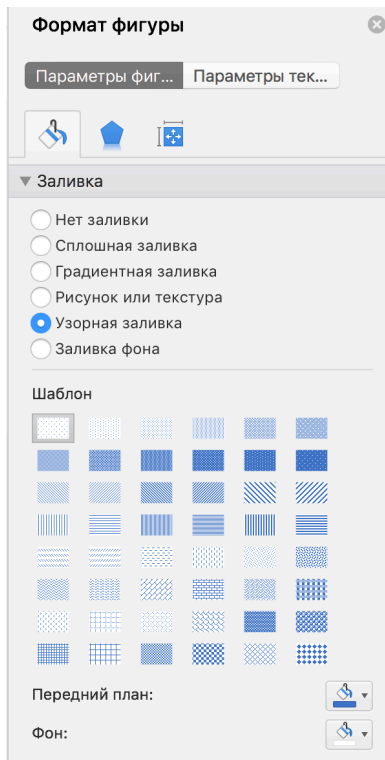 Формат фигуры
Параметры фиг... Параметры тек...
Заливка
Нет заливки
Сплошная заливка
Градиентная заливка
Рисунок или текстура
Узорная заливка
Заливка фона
Шаблон
Передний план:
Фон: